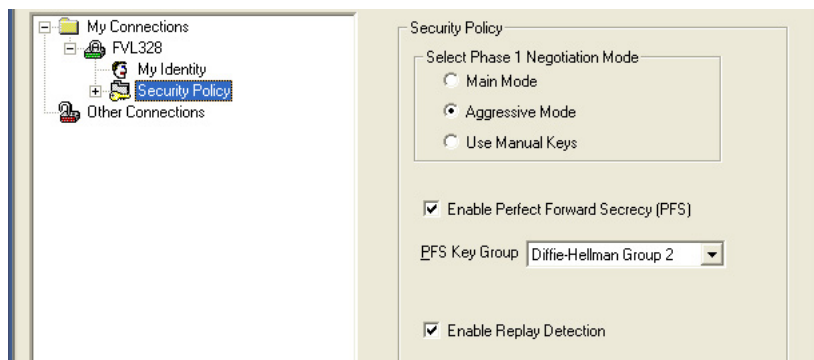 My Connections
FVL328
My Identity
Security Policy
Other Connections
Security Policy
Select Phase 1 Negotiation Mode
Main Mode
Aggressive Mode
Use Manual Keys
Enable Perfect Forward Secrecy (PFS)
PFS Key Group Diffie-Hellman Group 2
Enable Replay Detection